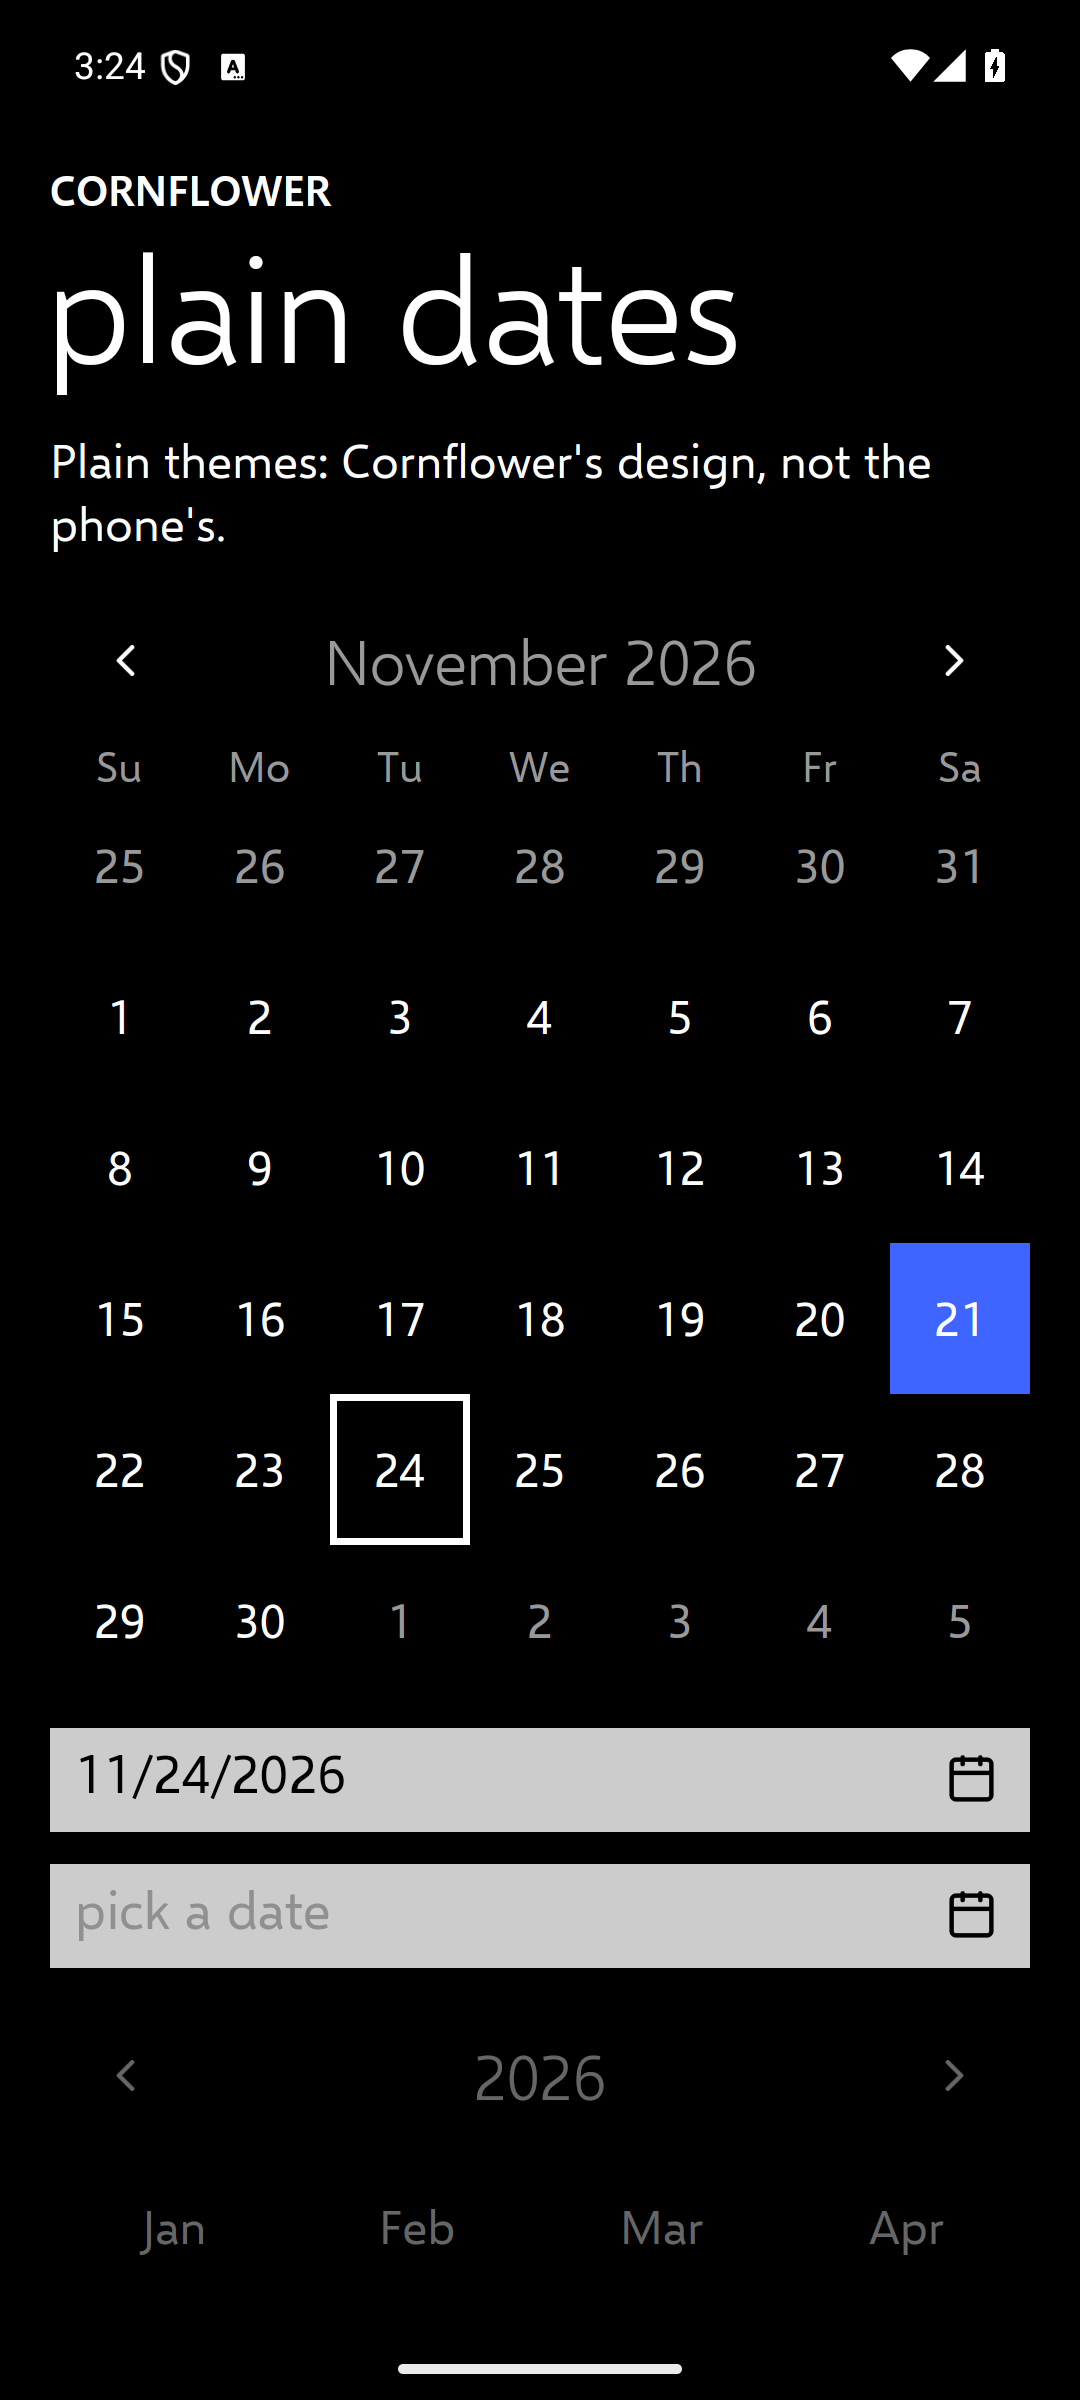 3:24
CORNFLOWER
plain dates
Plain themes: Cornflower's design, not the
phone's.
November 2026
Su Mo Tu We Th Fr Sa
25 26 27 28 29 30 31
1 2 3 4 5 6 7
8 9 10 11 12 13 14
15 16 17 18 19 20 21
22 23 24 25 26 27 28
29 30 1 2 3 4 5
11/24/2026
pick a date
2026
Jan Feb Mar Apr